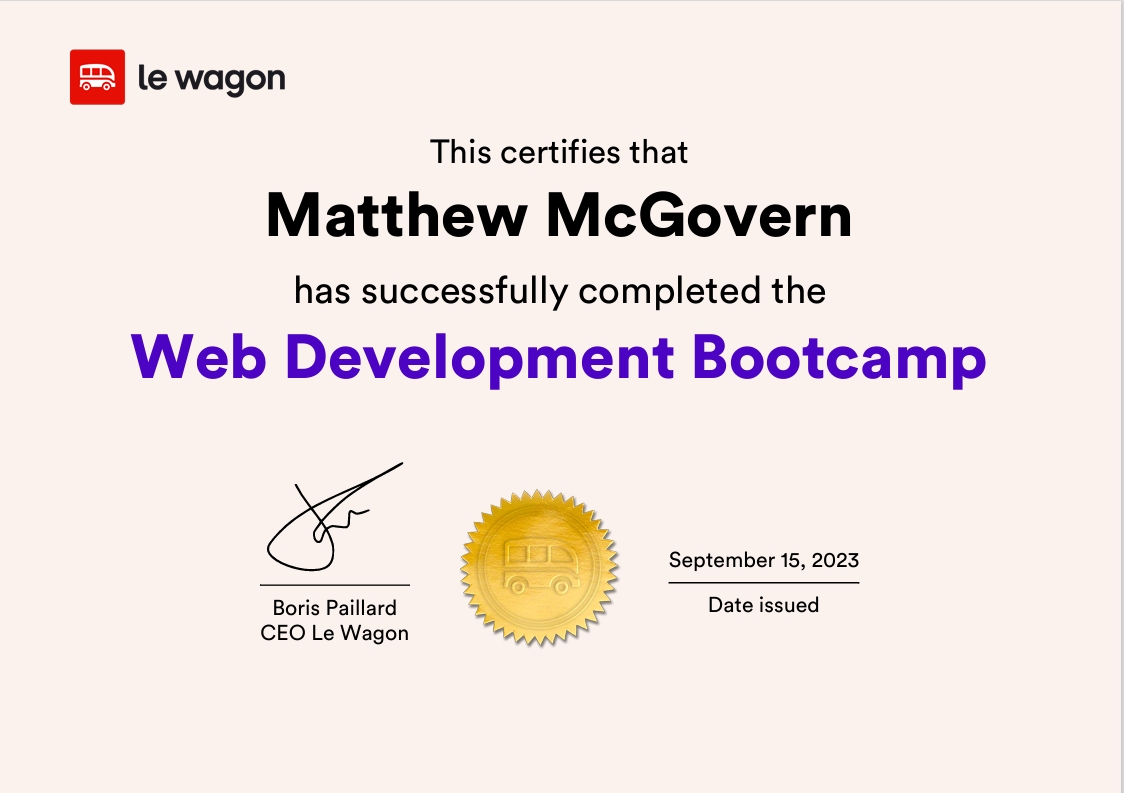 le wagon
This certifies that
Matthew McGovern
has successfully completed the
Web Development Bootcamp
September 15, 2023
Date issued
Boris Paillard
CEO Le Wagon